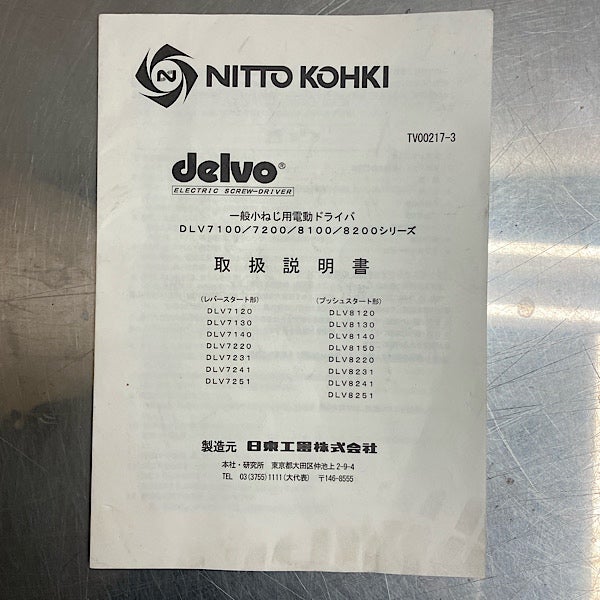 N NITTO KOHKI
TV00217-3
delvo®
ELECTRIC SCREW-DRIVER
一般小ねじ用電動ドライバ
DLV7100/7200/8100/8200シリーズ
取扱説明書
(レバースタート形)
DLV7120
DLV7130
DLV7140
DLV7220
DLV7231
DLV7241
DLV7251
(プッシュスタート形)
DLV8120
DLV8130
DLV8140
DLV8150
DLV8220
DLV8231
DLV8241
DLV8251
製造元 日東工器株式会社
本社・研究所 東京都大田区仲池上2-9-4
TEL 03(3755)1111(大代表) 〒146-8555